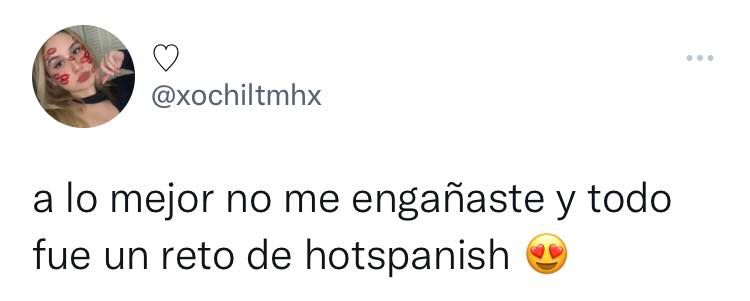 ♡
@xochiltmhx
a lo mejor no me engañaste y todo
fue un reto de hotspanish 😍